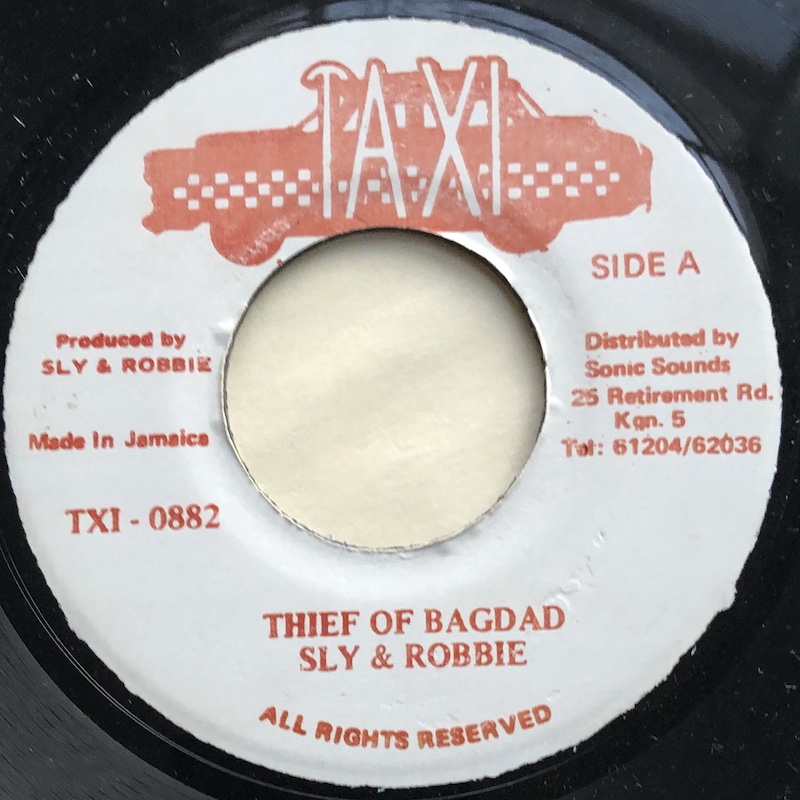 TAXI
SIDE A
Produced by
SLY & ROBBIE
Made In Jamaica
TXI - 0882
Distributed by
Sonic Sounds
25 Retirement Rd.
Kgn. 5
Tel: 61204/62036
THIEF OF BAGDAD
SLY & ROBBIE
ALL RIGHTS RESERVED